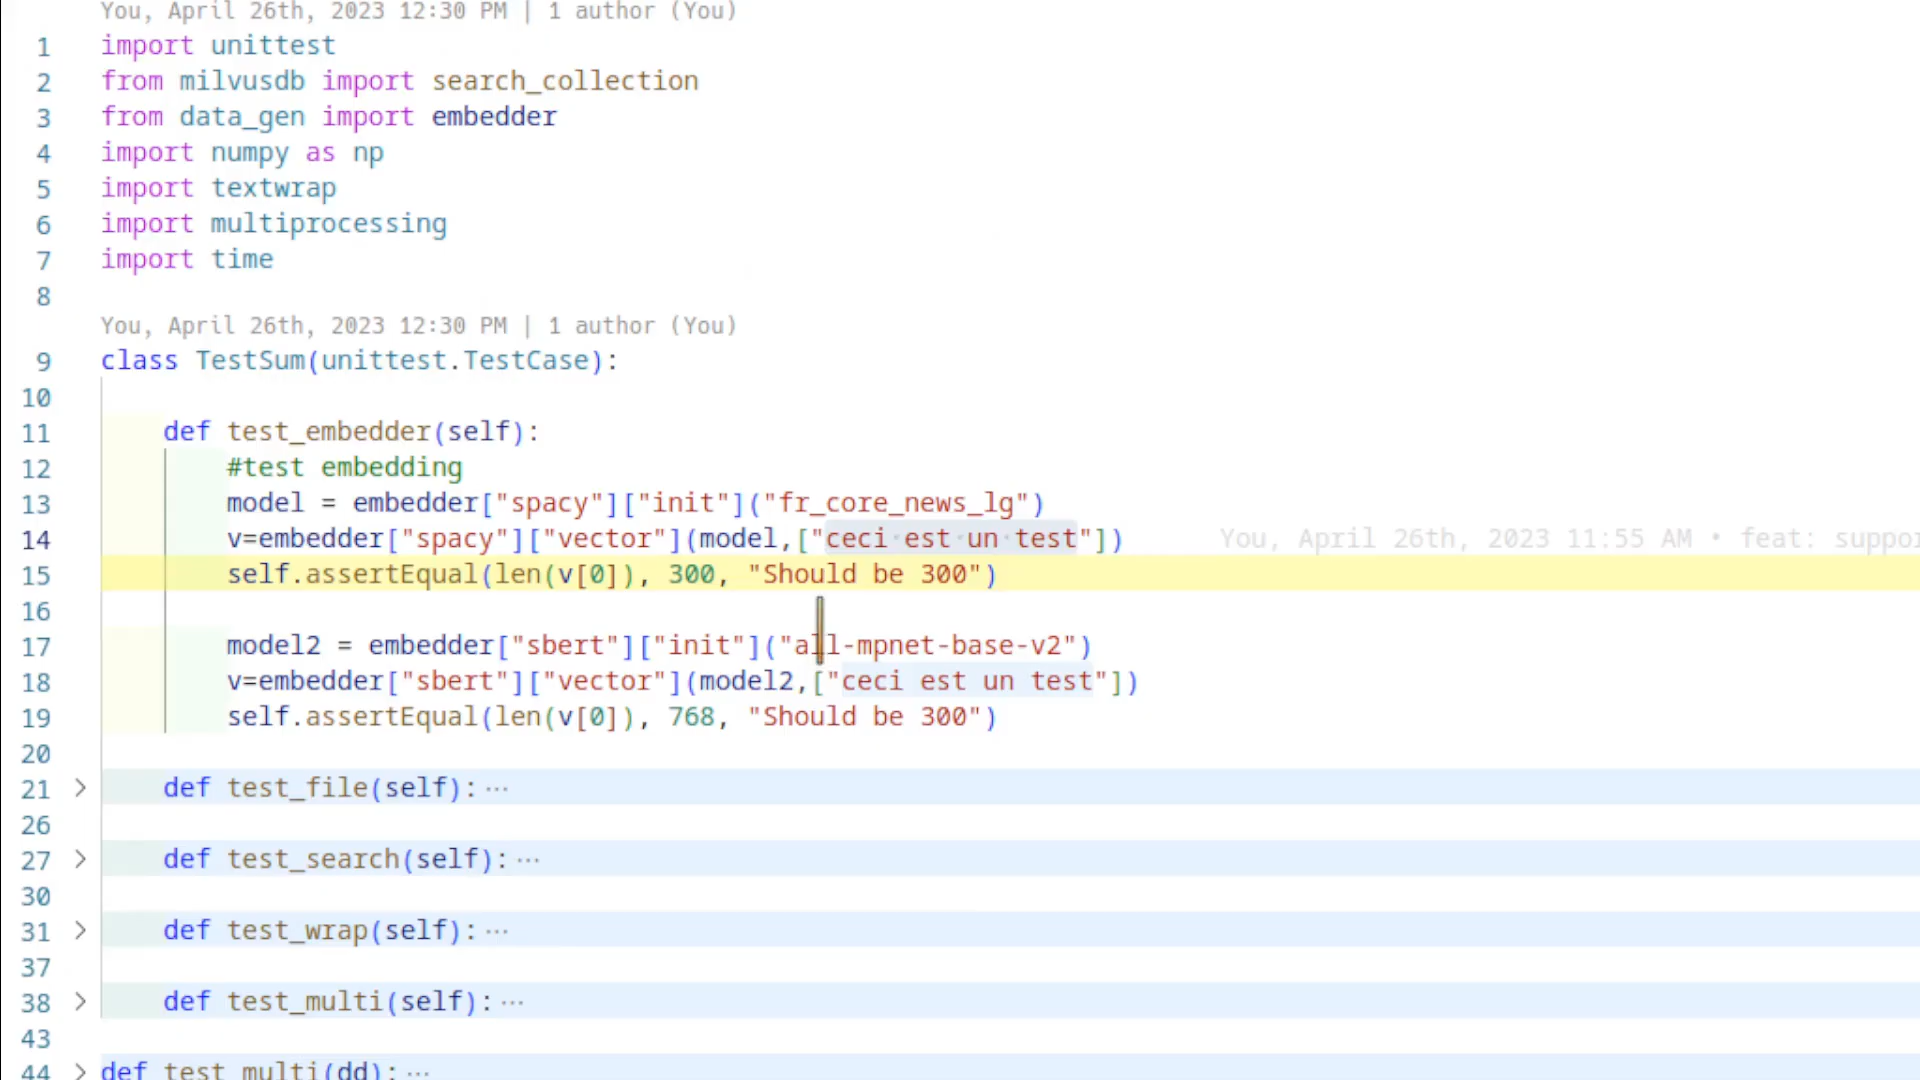 You, April 26th, 2023 12:30 PM | 1 author (You)
1 import unittest
2 from milvusdb import search_collection
3 from data_gen import embedder
4 import numpy as np
5 import textwrap
6 import multiprocessing
7 import time
8
You, April 26th, 2023 12:30 PM | 1 author (You)
9 class TestSum(unittest.TestCase):
10
11 def test_embedder(self):
12 #test embedding
13 model = embedder["spacy"]["init"]("fr_core_news_lg")
14 v=embedder["spacy"]["vector"](model,["ceci·est·un·test"]) You, April 26th, 2023 11:55 AM • feat: suppor
15 self.assertEqual(len(v[0]), 300, "Should be 300")
16
17 model2 = embedder["sbert"]["init"]("all-mpnet-base-v2")
18 v=embedder["sbert"]["vector"](model2,["ceci est un test"])
19 self.assertEqual(len(v[0]), 768, "Should be 300")
20
21 > def test_file(self):···
26
27 > def test_search(self):···
30
31 > def test_wrap(self):···
37
38 > def test_multi(self):···
43
44 > def test_multi(dd):···